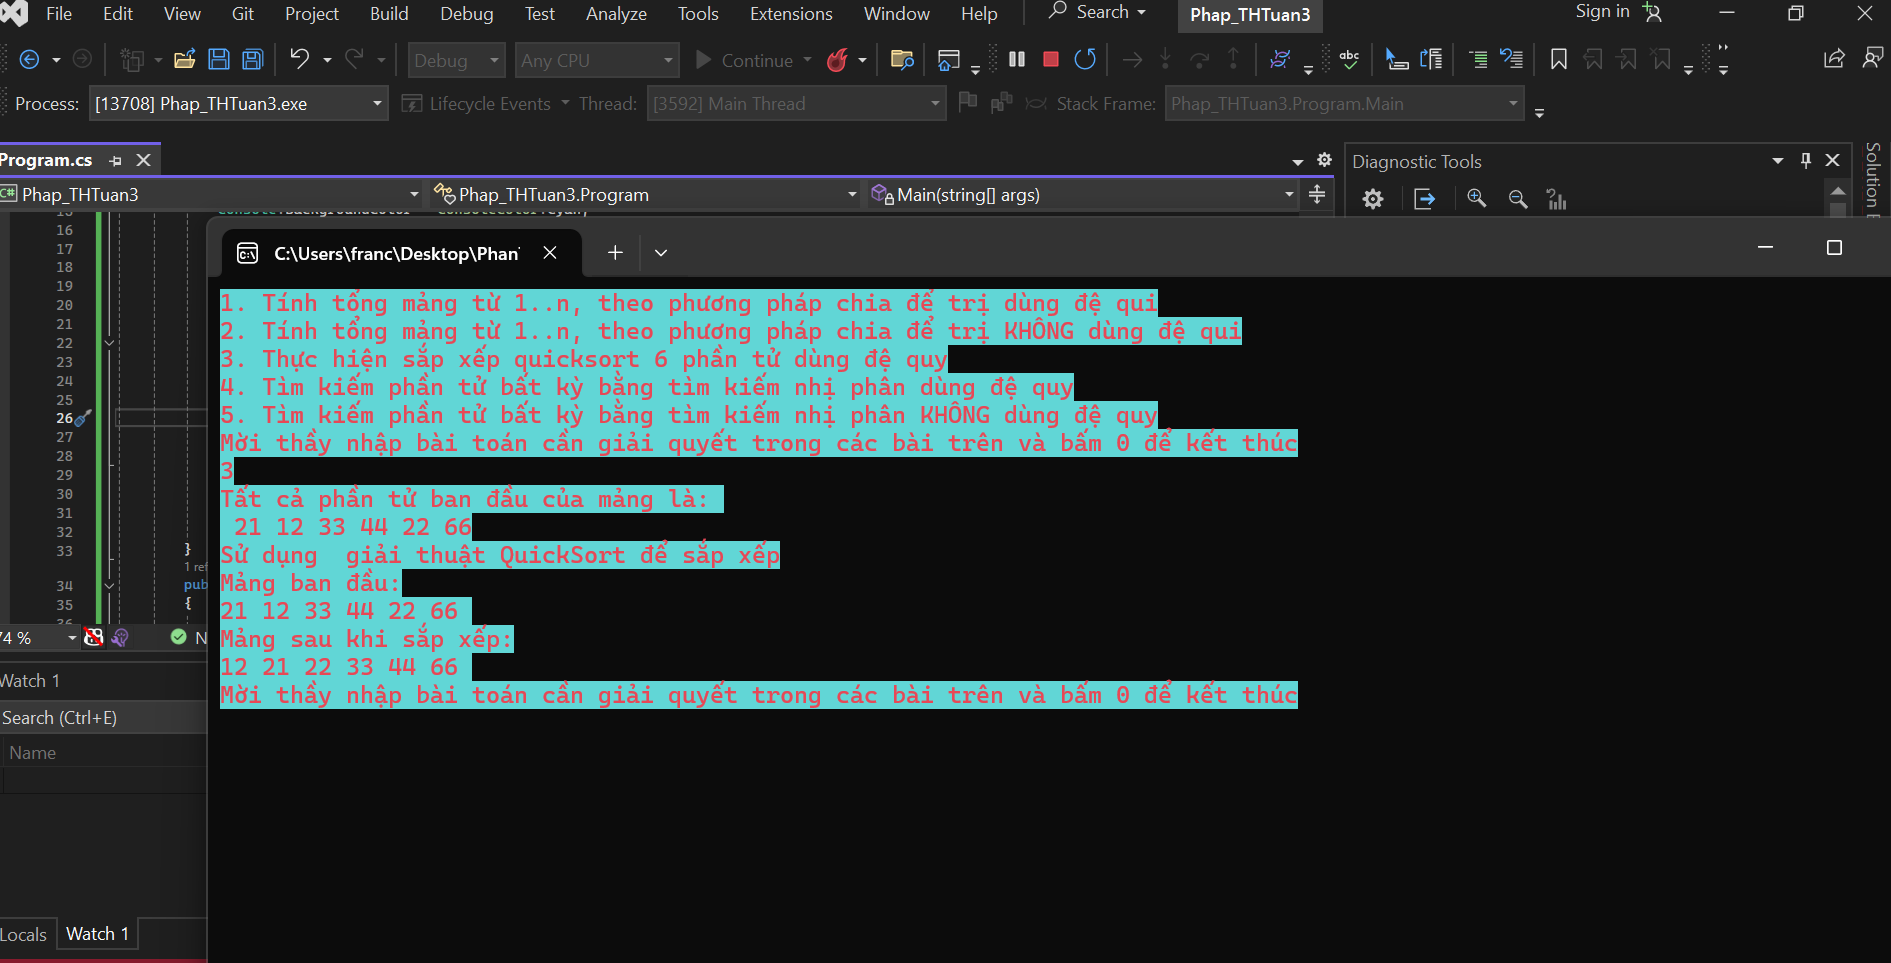 File Edit View Git Project Build Debug Test Analyze Tools Extensions Window Help Search Phap_THTuan3 Sign in
Debug Any CPU Continue
Process: [13708] Phap_THTuan3.exe Lifecycle Events Thread: [3592] Main Thread Stack Frame: Phap_THTuan3.Program.Main
Program.cs
Diagnostic Tools
Solution
C# Phap_THTuan3 Phap_THTuan3.Program Main(string[] args)
16
17
18
19
20
21
22
23
24
25
26
27
28
29
30
31
32
33 }
34
35 {
C:\Users\franc\Desktop\Phan
1. Tính tổng mảng từ 1..n, theo phương pháp chia để trị dùng đệ qui
2. Tính tổng mảng từ 1..n, theo phương pháp chia để trị KHÔNG dùng đệ qui
3. Thực hiện sắp xếp quicksort 6 phần tử dùng đệ quy
4. Tìm kiếm phần tử bất kỳ bằng tìm kiếm nhị phân dùng đệ quy
5. Tìm kiếm phần tử bất kỳ bằng tìm kiếm nhị phân KHÔNG dùng đệ quy
Mời thầy nhập bài toán cần giải quyết trong các bài trên và bấm 0 để kết thúc
3
Tất cả phần tử ban đầu của mảng là:
21 12 33 44 22 66
Sử dụng  giải thuật QuickSort để sắp xếp
Mảng ban đầu:
21 12 33 44 22 66
Mảng sau khi sắp xếp:
12 21 22 33 44 66
Mời thầy nhập bài toán cần giải quyết trong các bài trên và bấm 0 để kết thúc
74 %
Watch 1
Search (Ctrl+E)
Name
Locals Watch 1